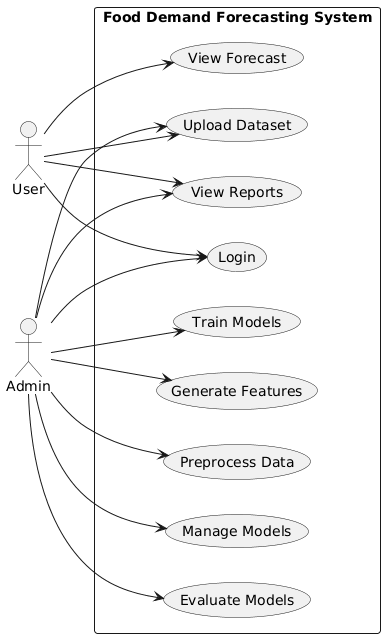 Food Demand Forecasting System
View Forecast
Upload Dataset
User
View Reports
Login
Train Models
Admin
Generate Features
Preprocess Data
Manage Models
Evaluate Models